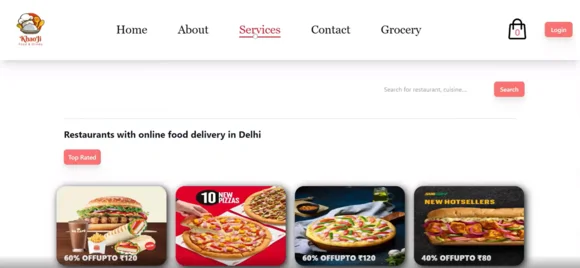 KhaoJi
Home About Services Contact Grocery
0
Login
Search for restaurant, cuisine....
Search
Restaurants with online food delivery in Delhi
Top Rated
60% OFFUPTO ₹120
10 NEW PIZZAS
60% OFFUPTO ₹120
NEW HOTSELLERS
40% OFFUPTO ₹80